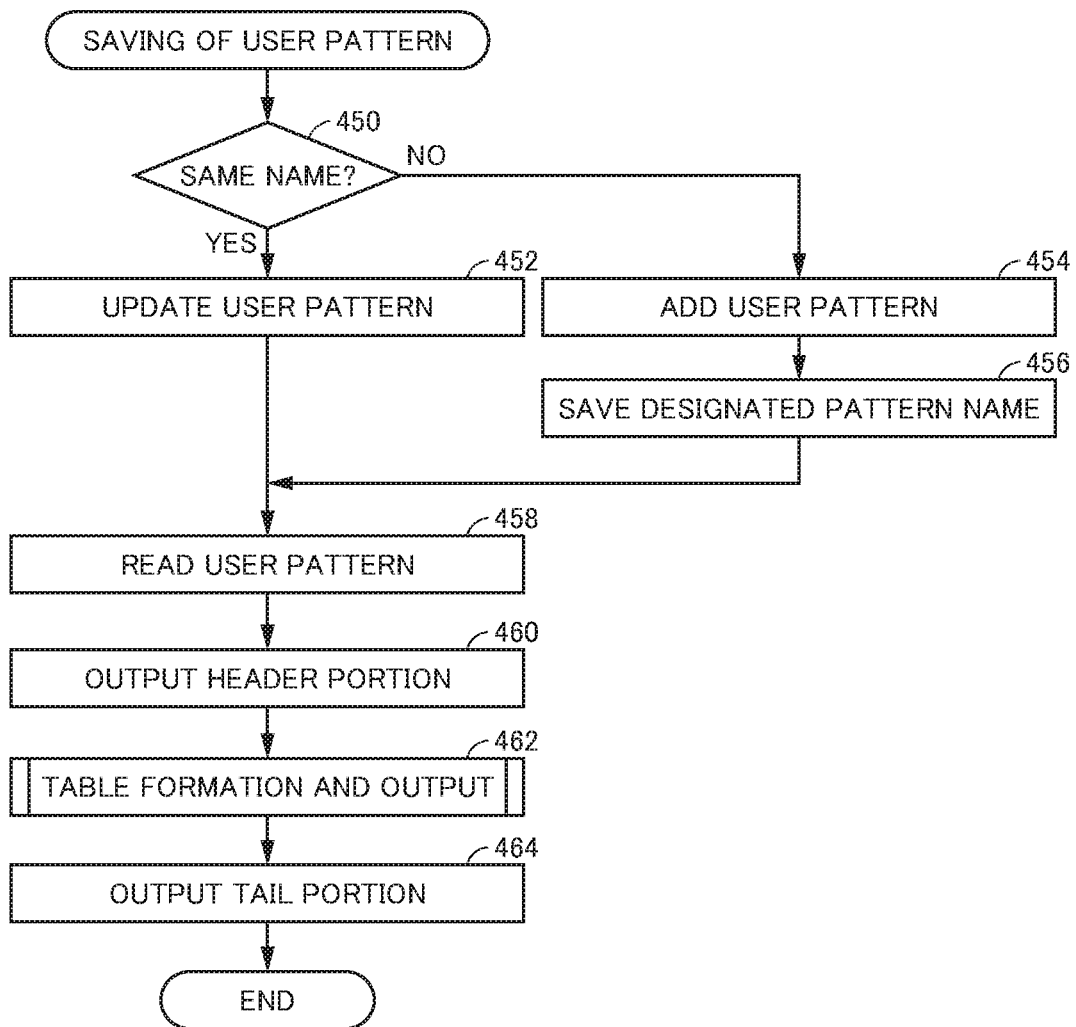 SAVING OF USER PATTERN
450
SAME NAME?
NO
YES
452
UPDATE USER PATTERN
454
ADD USER PATTERN
456
SAVE DESIGNATED PATTERN NAME
458
READ USER PATTERN
460
OUTPUT HEADER PORTION
462
TABLE FORMATION AND OUTPUT
464
OUTPUT TAIL PORTION
END